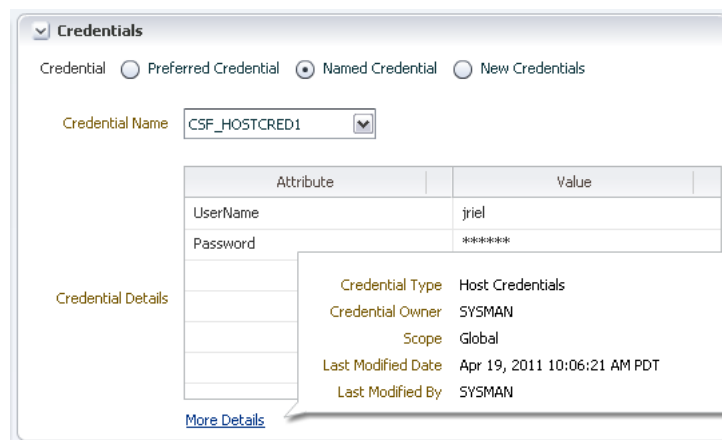 Credentials
Credential Preferred Credential Named Credential New Credentials
Credential Name CSF_HOSTCRED1
Attribute Value
UserName jriel
Password ******
Credential Details
Credential Type Host Credentials
Credential Owner SYSMAN
Scope Global
Last Modified Date Apr 19, 2011 10:06:21 AM PDT
Last Modified By SYSMAN
More Details